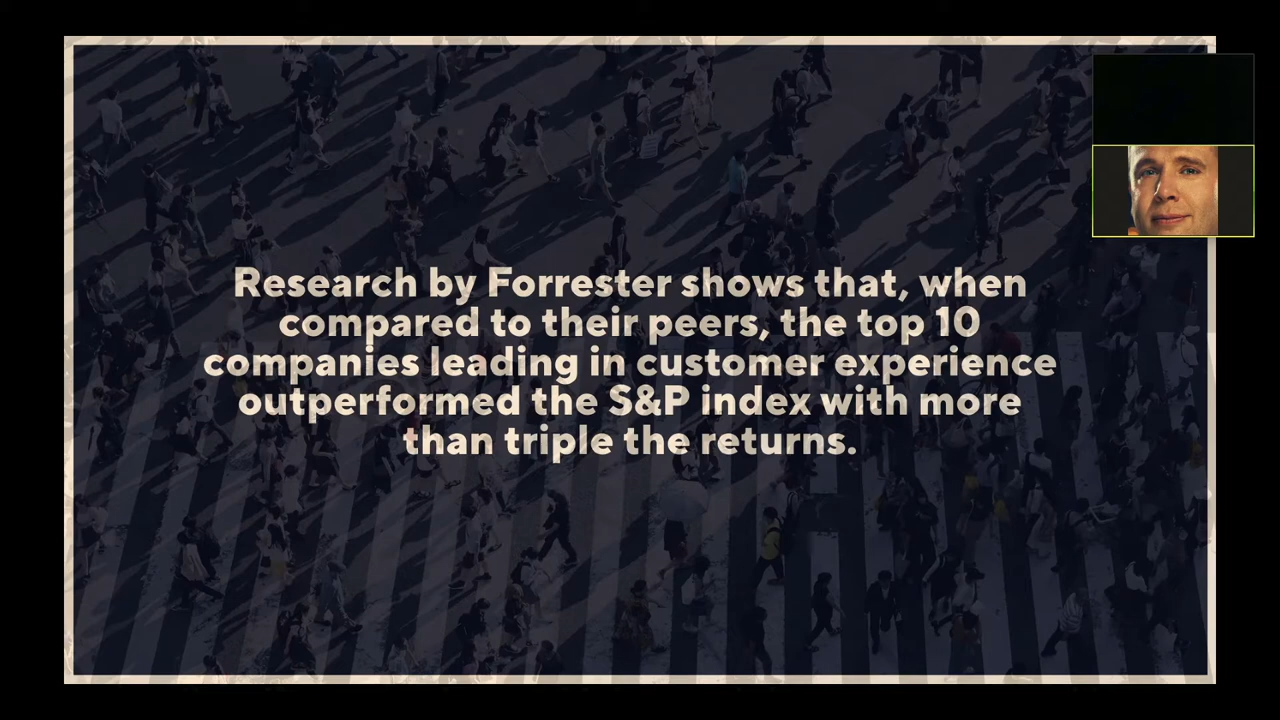 Research by Forrester shows that, when
compared to their peers, the top 10
companies leading in customer experience
outperformed the S&P index with more
than triple the returns.